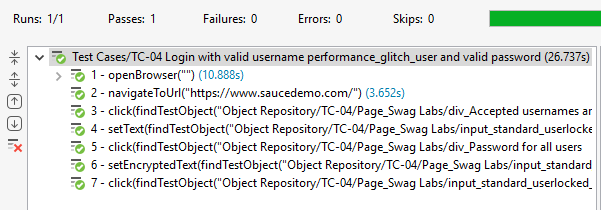 Runs: 1/1 Passes: 1 Failures: 0 Errors: 0 Skips: 0
Test Cases/TC-04 Login with valid username performance_glitch_user and valid password (26.737s)
1 - openBrowser("") (10.888s)
2 - navigateToUrl("https://www.saucedemo.com/") (3.652s)
3 - click(findTestObject("Object Repository/TC-04/Page_Swag Labs/div_Accepted usernames ar
4 - setText(findTestObject("Object Repository/TC-04/Page_Swag Labs/input_standard_userlocke
5 - click(findTestObject("Object Repository/TC-04/Page_Swag Labs/div_Password for all users
6 - setEncryptedText(findTestObject("Object Repository/TC-04/Page_Swag Labs/input_standard
7 - click(findTestObject("Object Repository/TC-04/Page_Swag Labs/input_standard_userlocked_